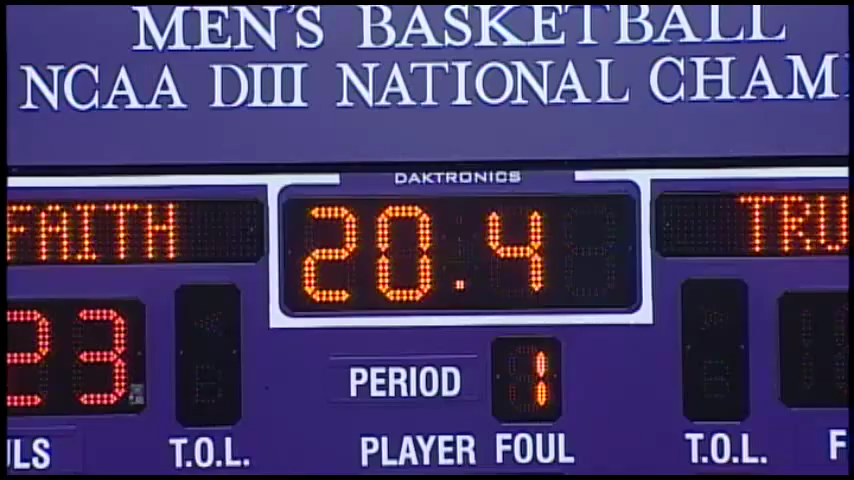 MEN'S BASKETBALL
NCAA DIII NATIONAL CHAM
DAKTRONICS
FAITH 20.4 TRU
23
PERIOD 1
ULS T.O.L. PLAYER FOUL T.O.L. F